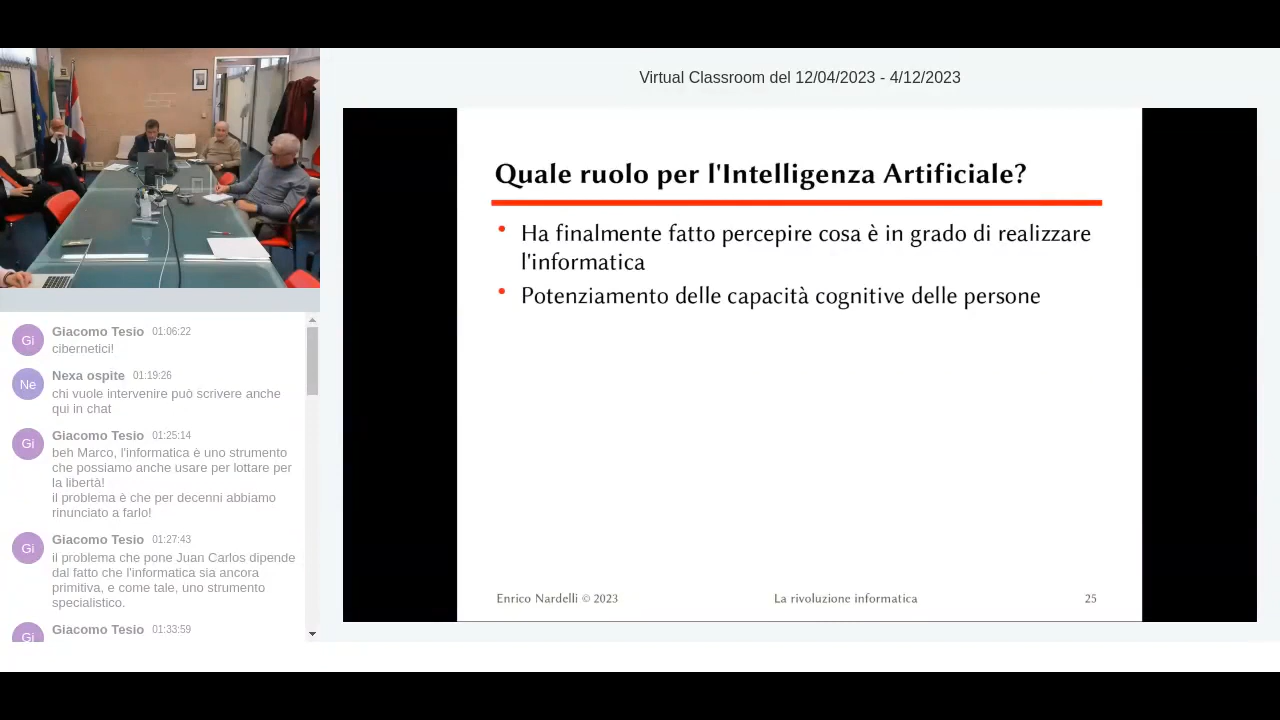 Virtual Classroom del 12/04/2023 - 4/12/2023
Quale ruolo per l'Intelligenza Artificiale?
• Ha finalmente fatto percepire cosa è in grado di realizzare
l'informatica
• Potenziamento delle capacità cognitive delle persone
Enrico Nardelli © 2023 La rivoluzione informatica 25
Gi Giacomo Tesio 01:06:22
cibernetici!
Ne Nexa ospite 01:19:26
chi vuole intervenire può scrivere anche
qui in chat
Gi Giacomo Tesio 01:25:14
beh Marco, l'informatica è uno strumento
che possiamo anche usare per lottare per
la libertà!
il problema è che per decenni abbiamo
rinunciato a farlo!
Gi Giacomo Tesio 01:27:43
il problema che pone Juan Carlos dipende
dal fatto che l'informatica sia ancora
primitiva, e come tale, uno strumento
specialistico.
Gi Giacomo Tesio 01:33:59